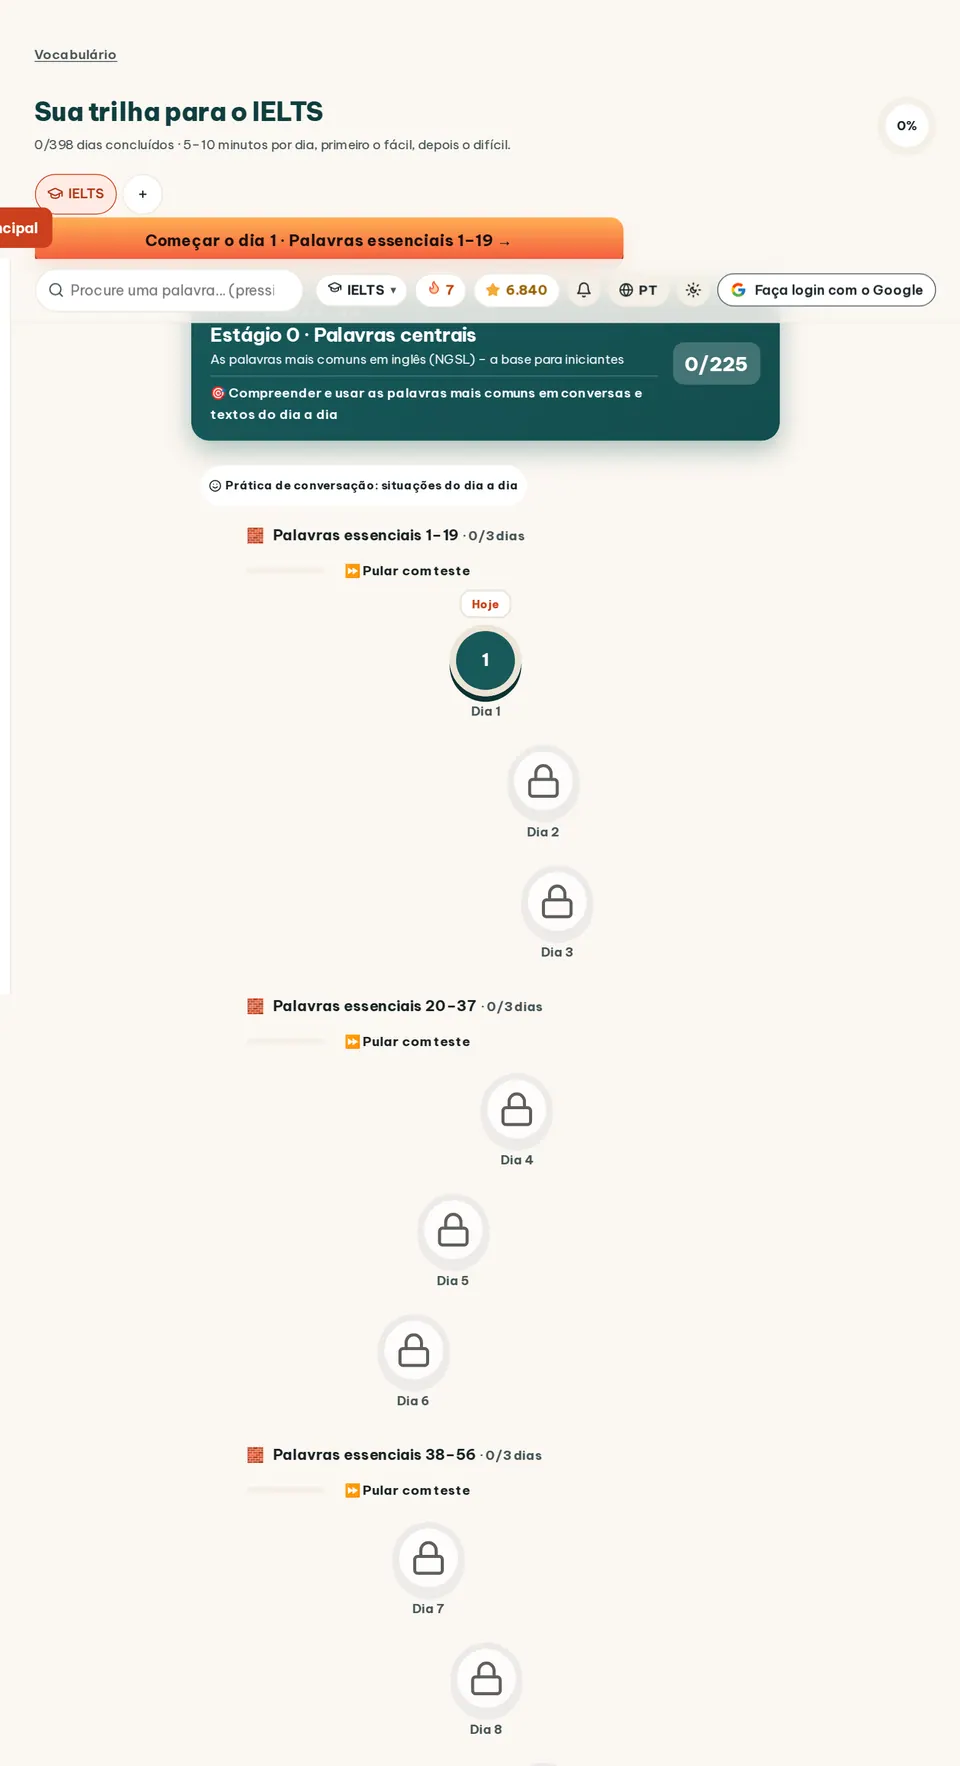 Vocabulário
Sua trilha para o IELTS
0/398 dias concluídos · 5–10 minutos por dia, primeiro o fácil, depois o difícil.
0%
IELTS
+
Começar o dia 1 · Palavras essenciais 1–19 →
Procure uma palavra... (pressi
IELTS ▾
7
6.840
PT
Faça login com o Google
Estágio 0 · Palavras centrais
As palavras mais comuns em inglês (NGSL) – a base para iniciantes
🎯 Compreender e usar as palavras mais comuns em conversas e
textos do dia a dia
0/225
Prática de conversação: situações do dia a dia
🧱 Palavras essenciais 1–19 · 0/3 dias
⏩ Pular com teste
Hoje
1
Dia 1
Dia 2
Dia 3
🧱 Palavras essenciais 20–37 · 0/3 dias
⏩ Pular com teste
Dia 4
Dia 5
Dia 6
🧱 Palavras essenciais 38–56 · 0/3 dias
⏩ Pular com teste
Dia 7
Dia 8